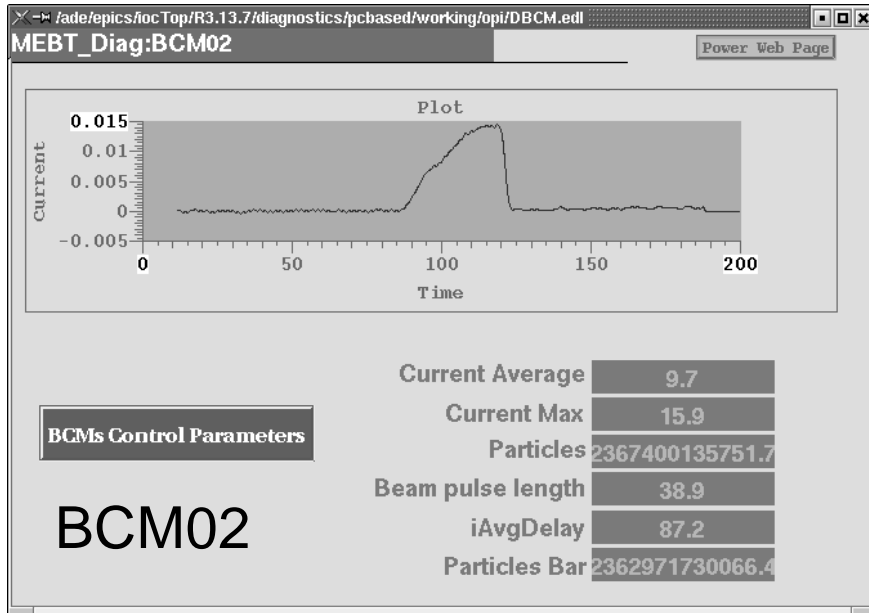 /ade/epics/iocTop/R3.13.7/diagnostics/pcbased/working/opi/DBCM.edl
MEBT_Diag:BCM02
Power Web Page
Plot
0.015
0.01
0.005
0
-0.005
Current
0
50
100
150
200
Time
Current Average 9.7
Current Max 15.9
Particles 2367400135751.7
Beam pulse length 38.9
iAvgDelay 87.2
Particles Bar 2362971730066.4
BCMs Control Parameters
BCM02